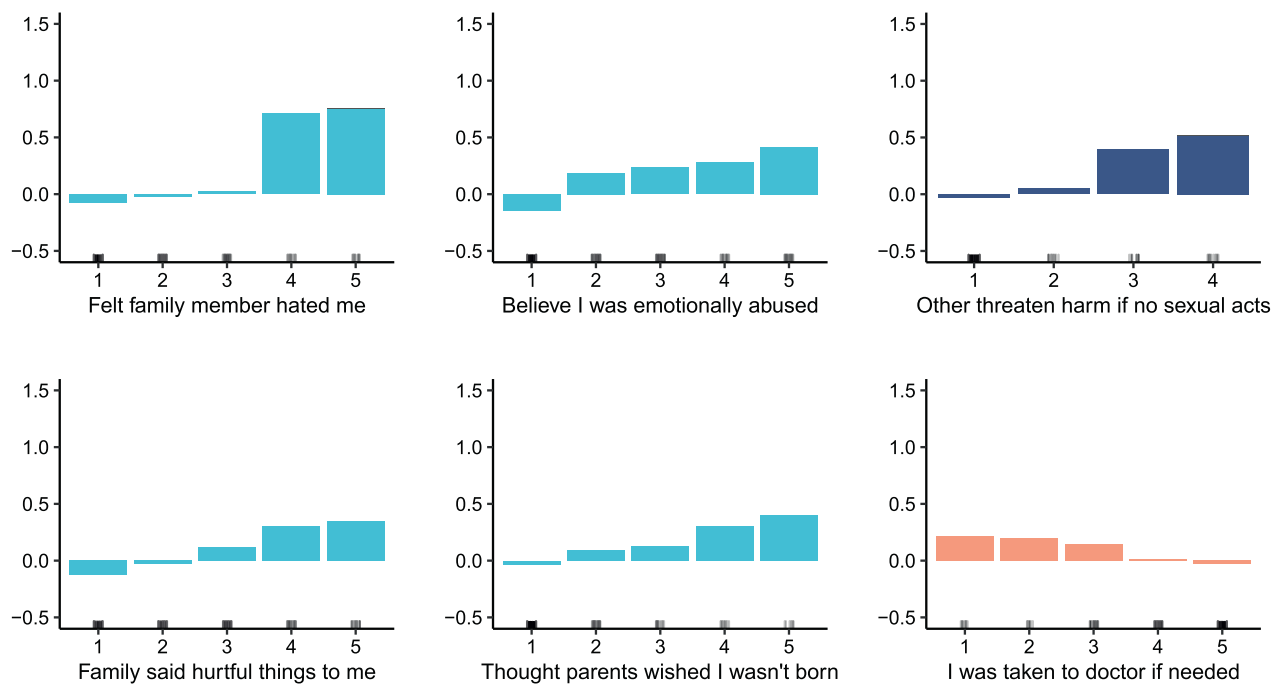 1.5
1.0
0.5
0.0
−0.5
1 2 3 4 5
Felt family member hated me
1.5
1.0
0.5
0.0
−0.5
1 2 3 4 5
Believe I was emotionally abused
1.5
1.0
0.5
0.0
−0.5
1 2 3 4
Other threaten harm if no sexual acts
1.5
1.0
0.5
0.0
−0.5
1 2 3 4 5
Family said hurtful things to me
1.5
1.0
0.5
0.0
−0.5
1 2 3 4 5
Thought parents wished I wasn't born
1.5
1.0
0.5
0.0
−0.5
1 2 3 4 5
I was taken to doctor if needed